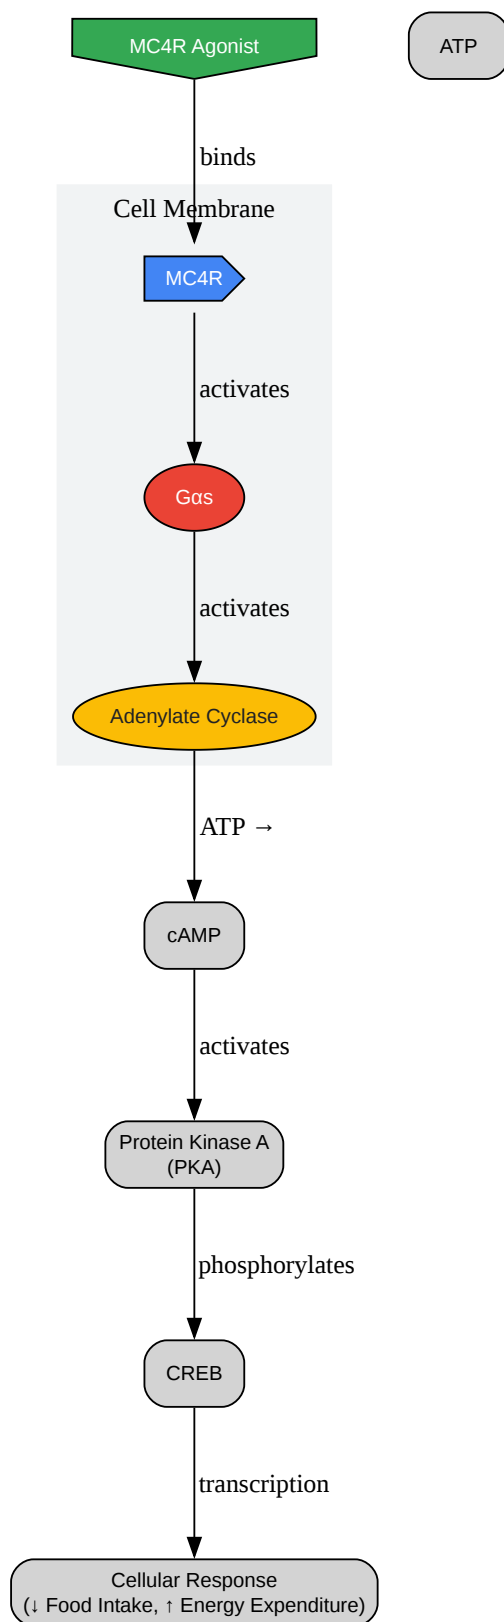 MC4R Agonist
ATP
binds
Cell Membrane
MC4R
activates
Gαs
activates
Adenylate Cyclase
ATP →
cAMP
activates
Protein Kinase A
(PKA)
phosphorylates
CREB
transcription
Cellular Response
(↓ Food Intake, ↑ Energy Expenditure)